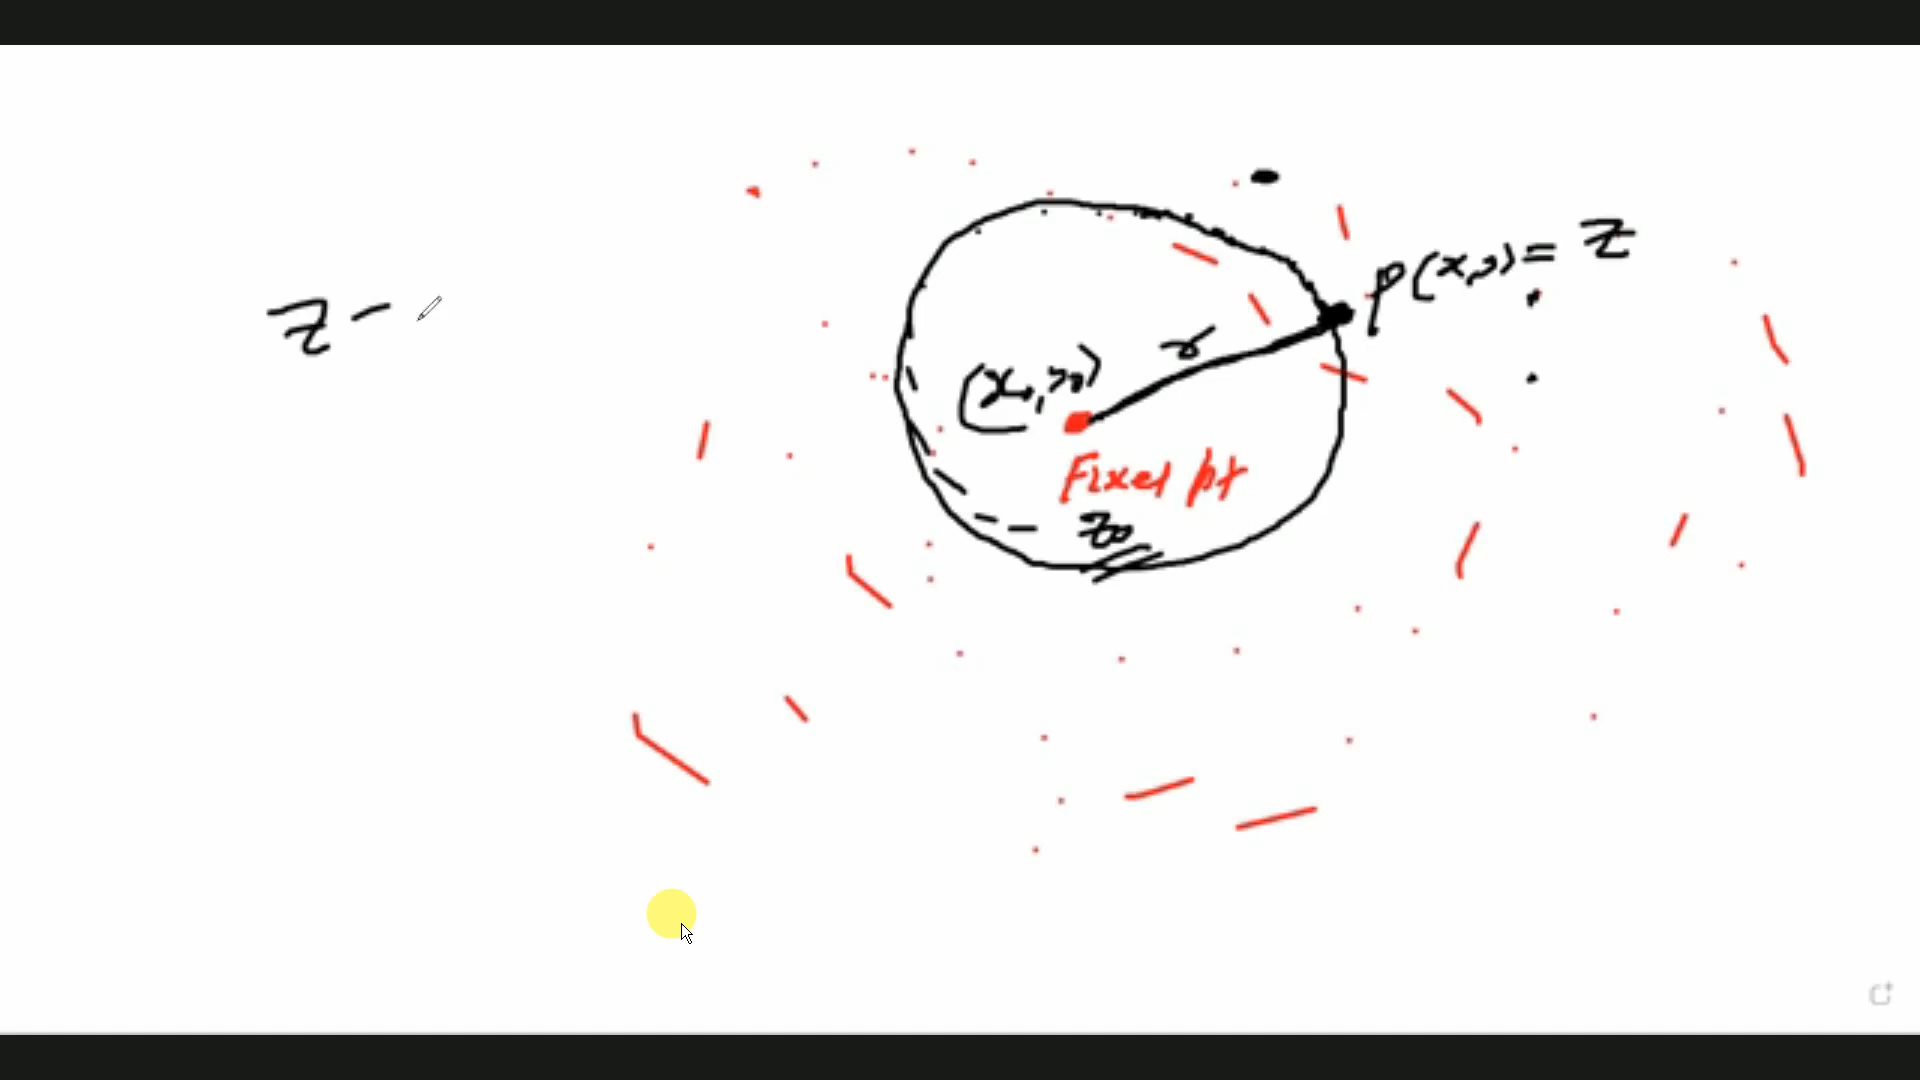 P(x,y) = Z
Z -
r
(x₀,y₀)
Fixed pt
z₀